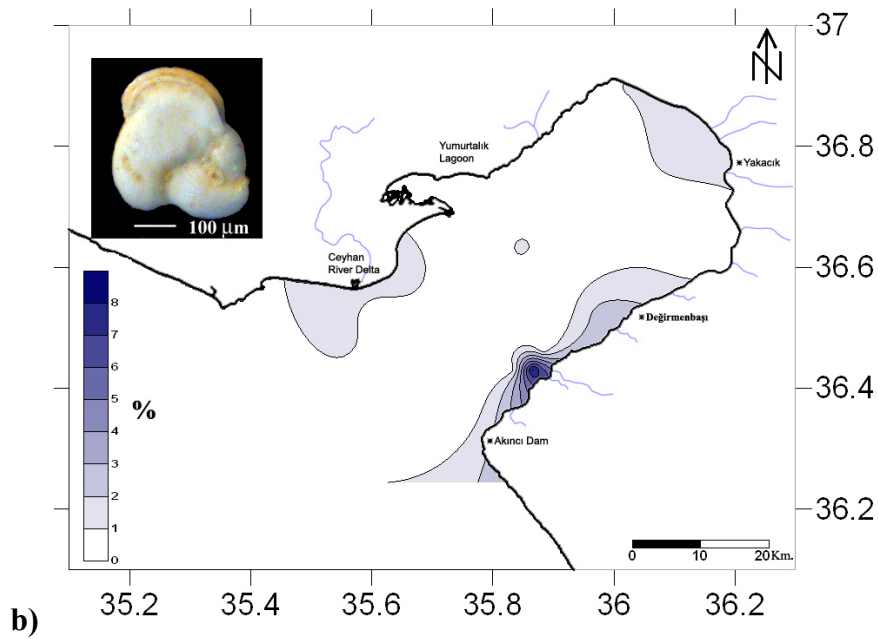 37
N
100 µm
Yumurtalık
Lagoon
Yakacık
36.8
Ceyhan
River Delta
36.6
8
7
6
5
4
3
2
1
0
%
Değirmenbaşı
36.4
Akıncı Dam
36.2
0 10 20Km.
b)
35.2 35.4 35.6 35.8 36 36.2